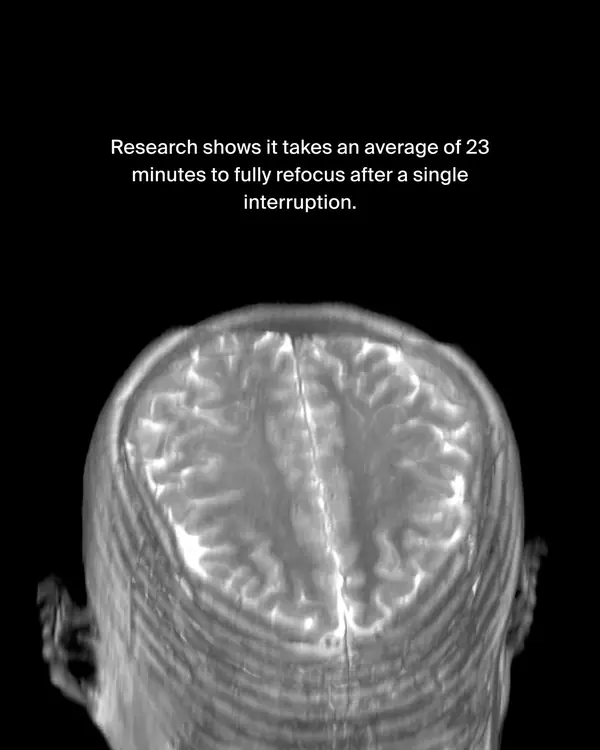 Research shows it takes an average of 23
minutes to fully refocus after a single
interruption.